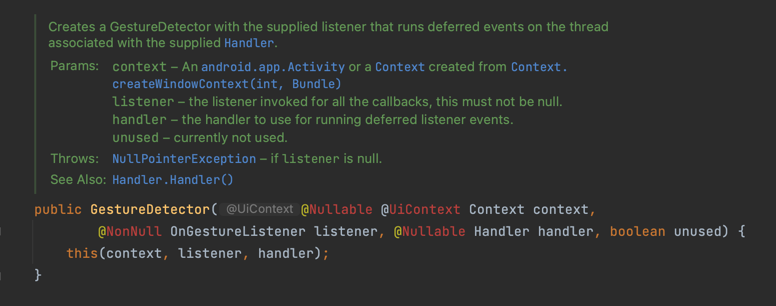 Creates a GestureDetector with the supplied listener that runs deferred events on the thread
associated with the supplied Handler.
Params: context – An android.app.Activity or a Context created from Context.
createWindowContext(int, Bundle)
listener – the listener invoked for all the callbacks, this must not be null.
handler – the handler to use for running deferred listener events.
unused – currently not used.
Throws: NullPointerException – if listener is null.
See Also: Handler.Handler()
public GestureDetector( @UiContext @Nullable @UiContext Context context,
@NonNull OnGestureListener listener, @Nullable Handler handler, boolean unused) {
this(context, listener, handler);
}